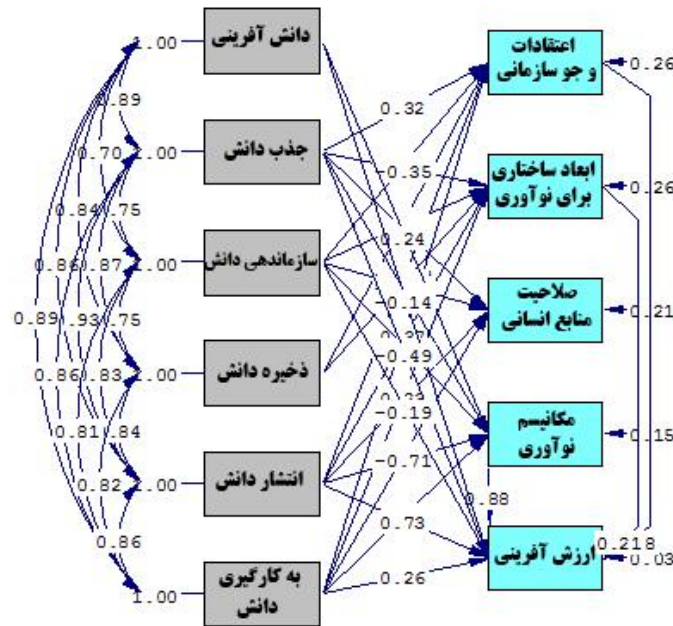 دانش آفرینی
جذب دانش
سازماندهی دانش
ذخیره دانش
انتشار دانش
به کارگیری
دانش
اعتقادات
و جو سازمانی
ابعاد ساختاری
برای نوآوری
صلاحیت
منابع انسانی
مکانیسم
نوآوری
ارزش آفرینی
1.00
1.00
1.00
1.00
1.00
1.00
0.89
0.70
0.75
0.84
0.86
0.87
0.89
0.93
0.75
0.86
0.83
0.81
0.84
0.82
0.86
0.32
-0.35
0.24
-0.14
-0.49
-0.19
-0.71
0.73
0.26
0.88
0.26
0.26
0.21
0.15
0.218
0.03